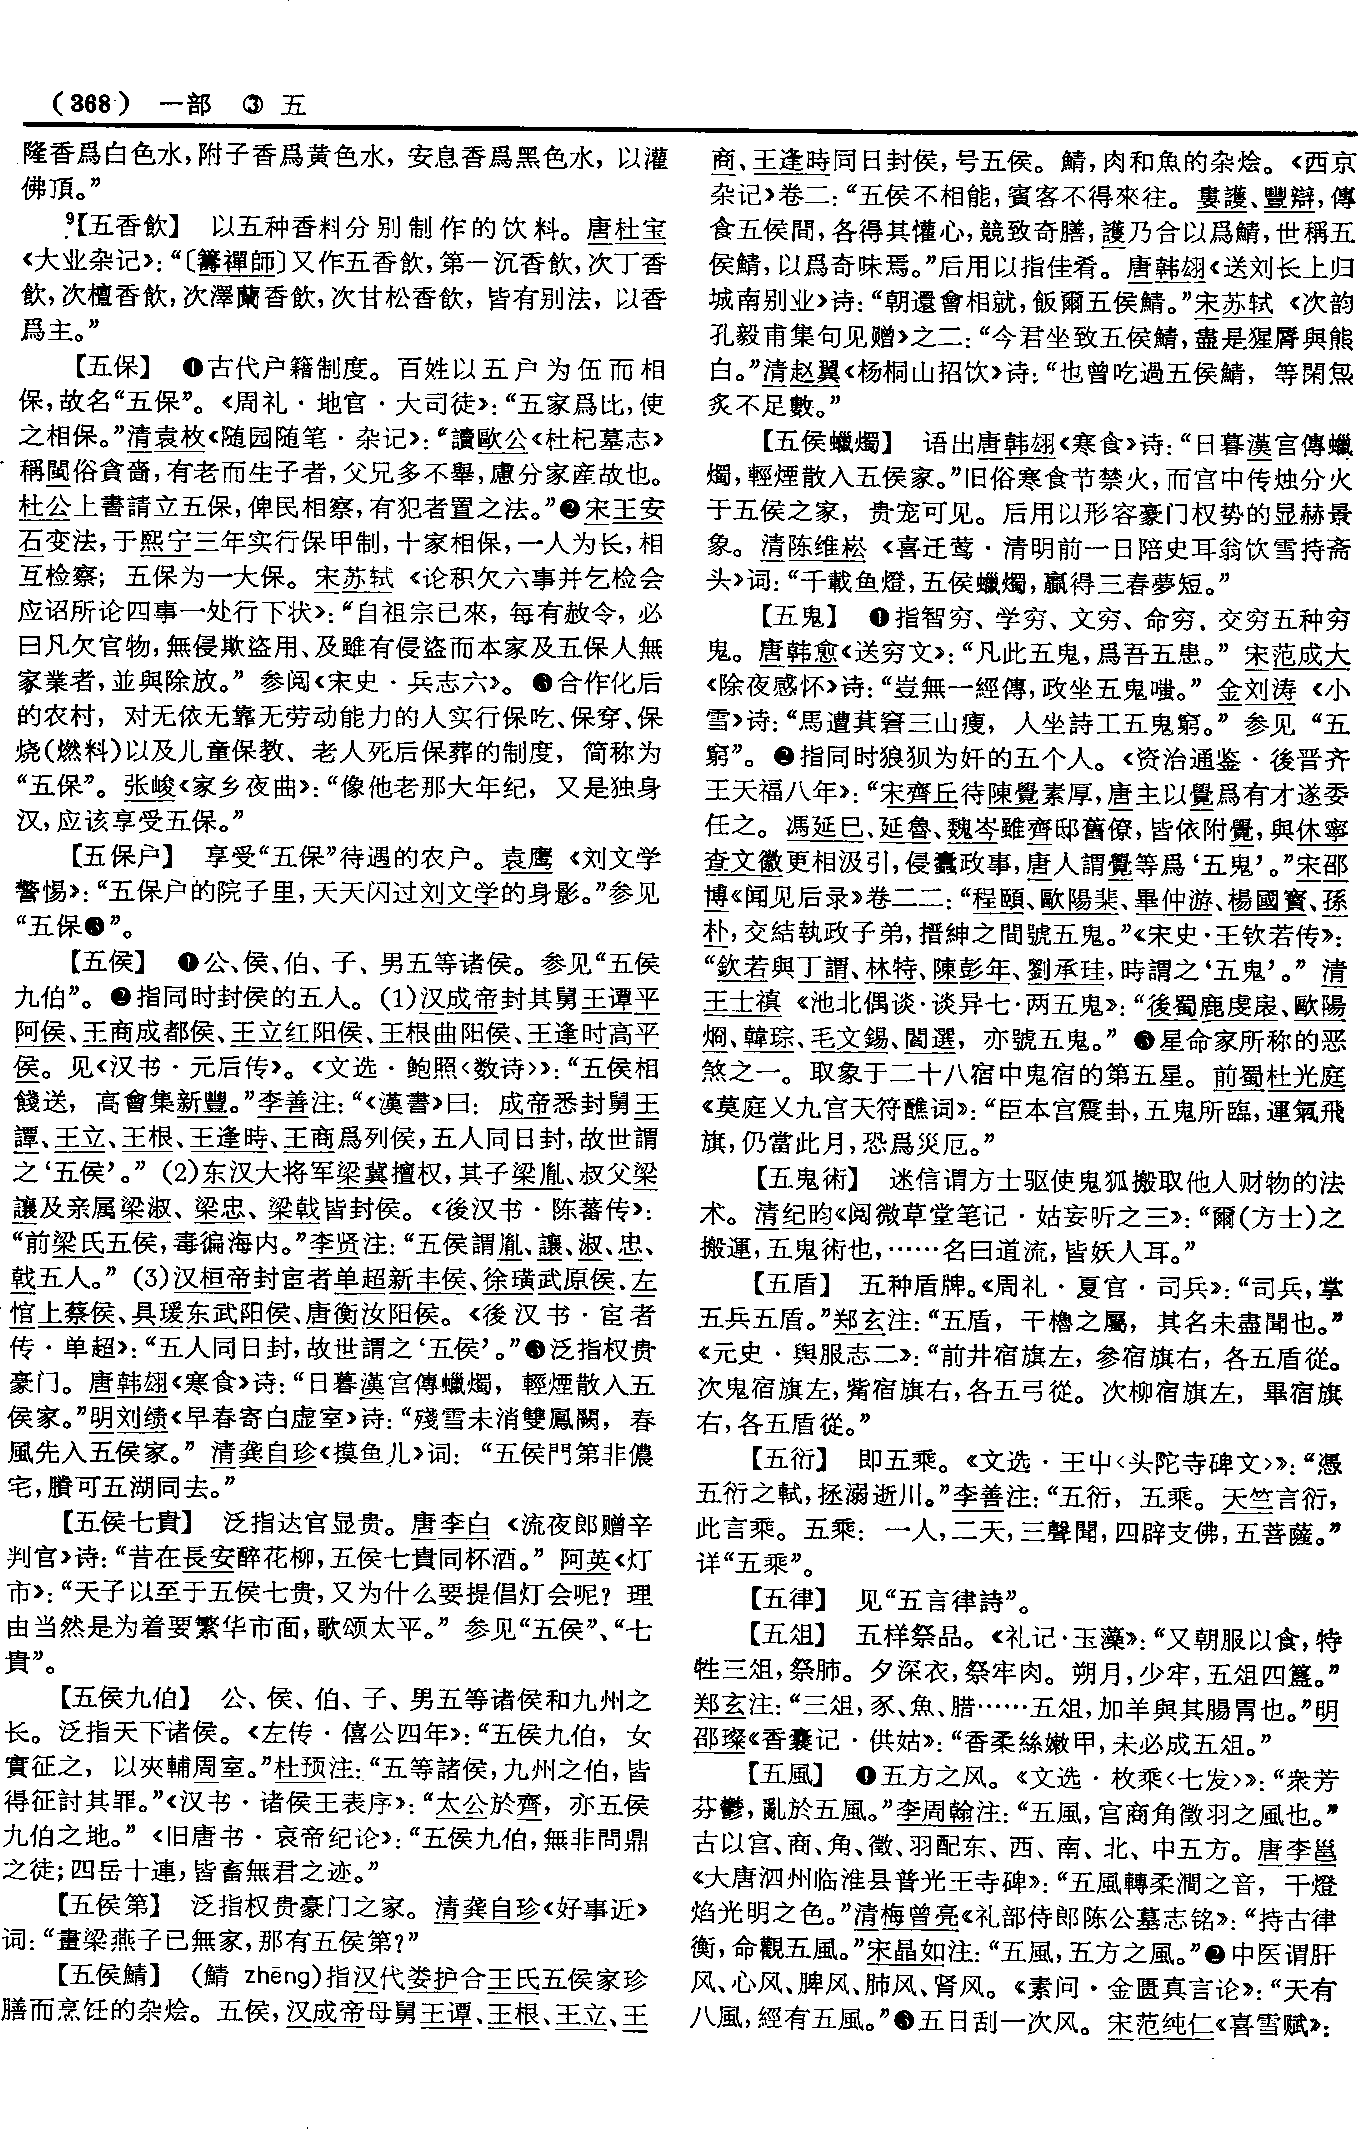 (368) 一部 ③ 五
隆香爲白色水,附子香爲黃色水,安息香爲黑色水,以灌
佛頂。”
⁹【五香飲】 以五种香料分别制作的饮料。唐杜宝
《大业杂记》:“〔籌禪師〕又作五香飲,第一沉香飲,次丁香
飲,次檀香飲,次澤蘭香飲,次甘松香飲,皆有别法,以香
爲主。”
【五保】 ❶古代户籍制度。百姓以五户为伍而相
保,故名“五保”。《周礼·地官·大司徒》:“五家爲比,使
之相保。”清袁枚《随园随笔·杂记》:“讀歐公《杜杞墓志》
稱閩俗貪嗇,有老而生子者,父兄多不舉,慮分家産故也。
杜公上書請立五保,俾民相察,有犯者置之法。”❷宋王安
石变法,于熙宁三年实行保甲制,十家相保,一人为长,相
互检察;五保为一大保。宋苏轼《论积欠六事并乞检会
应诏所论四事一处行下状》:“自祖宗已來,每有赦令,必
曰凡欠官物,無侵欺盜用、及雖有侵盜而本家及五保人無
家業者,並與除放。”参阅《宋史·兵志六》。❸合作化后
的农村,对无依无靠无劳动能力的人实行保吃、保穿、保
烧(燃料)以及儿童保教、老人死后保葬的制度,简称为
“五保”。张峻《家乡夜曲》:“像他老那大年纪,又是独身
汉,应该享受五保。”
【五保户】 享受“五保”待遇的农户。袁鹰《刘文学
警惕》:“五保户的院子里,天天闪过刘文学的身影。”参见
“五保❸”。
【五侯】 ❶公、侯、伯、子、男五等诸侯。参见“五侯
九伯”。❷指同时封侯的五人。(1)汉成帝封其舅王谭平
阿侯、王商成都侯、王立红阳侯、王根曲阳侯、王逢时高平
侯。见《汉书·元后传》。《文选·鲍照〈数诗〉》:“五侯相
餞送,高會集新豐。”李善注:“《漢書》曰:成帝悉封舅王
譚、王立、王根、王逢時、王商爲列侯,五人同日封,故世謂
之‘五侯’。”(2)东汉大将军梁冀擅权,其子梁胤、叔父梁
讓及亲属梁淑、梁忠、梁戟皆封侯。《後汉书·陈蕃传》:
“前梁氏五侯,毒徧海内。”李贤注:“五侯謂胤、讓、淑、忠、
戟五人。”(3)汉桓帝封宦者单超新丰侯、徐璜武原侯、左
悺上蔡侯、具瑗东武阳侯、唐衡汝阳侯。《後汉书·宦者
传·单超》:“五人同日封,故世謂之‘五侯’。”❸泛指权贵
豪门。唐韩翃《寒食》诗:“日暮漢宮傳蠟燭,輕煙散入五
侯家。”明刘绩《早春寄白虚室》诗:“殘雪未消雙鳳闕,春
風先入五侯家。”清龚自珍《摸鱼儿》词:“五侯門第非儂
宅,賸可五湖同去。”
【五侯七貴】 泛指达官显贵。唐李白《流夜郎赠辛
判官》诗:“昔在長安醉花柳,五侯七貴同杯酒。”阿英《灯
市》:“天子以至于五侯七贵,又为什么要提倡灯会呢?理
由当然是为着要繁华市面,歌颂太平。”参见“五侯”、“七
貴”。
【五侯九伯】 公、侯、伯、子、男五等诸侯和九州之
长。泛指天下诸侯。《左传·僖公四年》:“五侯九伯,女
實征之,以夾輔周室。”杜预注:“五等諸侯,九州之伯,皆
得征討其罪。”《汉书·诸侯王表序》:“太公於齊,亦五侯
九伯之地。”《旧唐书·哀帝纪论》:“五侯九伯,無非問鼎
之徒;四岳十連,皆畜無君之迹。”
【五侯第】 泛指权贵豪门之家。清龚自珍《好事近》
词:“畫梁燕子已無家,那有五侯第?”
【五侯鯖】 (鯖 zhēng)指汉代娄护合王氏五侯家珍
膳而烹饪的杂烩。五侯,汉成帝母舅王谭、王根、王立、王
商、王逢時同日封侯,号五侯。鯖,肉和魚的杂烩。《西京
杂记》卷二:“五侯不相能,賓客不得來往。婁護、豐辯,傳
食五侯間,各得其懽心,競致奇膳,護乃合以爲鯖,世稱五
侯鯖,以爲奇味焉。”后用以指佳肴。唐韩翃《送刘长上归
城南别业》诗:“朝還會相就,飯爾五侯鯖。”宋苏轼《次韵
孔毅甫集句见赠》之二:“今君坐致五侯鯖,盡是猩脣與熊
白。”清赵翼《杨桐山招饮》诗:“也曾吃過五侯鯖,等閑炰
炙不足數。”
【五侯蠟燭】 语出唐韩翃《寒食》诗:“日暮漢宮傳蠟
燭,輕煙散入五侯家。”旧俗寒食节禁火,而宫中传烛分火
于五侯之家,贵宠可见。后用以形容豪门权势的显赫景
象。清陈维崧《喜迁莺·清明前一日陪史耳翁饮雪持斋
头》词:“千載魚燈,五侯蠟燭,贏得三春夢短。”
【五鬼】 ❶指智穷、学穷、文穷、命穷、交穷五种穷
鬼。唐韩愈《送穷文》:“凡此五鬼,爲吾五患。”宋范成大
《除夜感怀》诗:“豈無一經傳,政坐五鬼嗤。”金刘涛《小
雪》诗:“馬遭萁窘三山瘦,人坐詩工五鬼窮。”参见“五
窮”。❷指同时狼狈为奸的五个人。《资治通鉴·後晋齐
王天福八年》:“宋齊丘待陳覺素厚,唐主以覺爲有才遂委
任之。馮延巳、延魯、魏岑雖齊邸舊僚,皆依附覺,與休寧
查文徽更相汲引,侵蠹政事,唐人謂覺等爲‘五鬼’。”宋邵
博《闻见后录》卷二二:“程頤、歐陽棐、畢仲游、楊國寶、孫
朴,交結執政子弟,搢紳之間號五鬼。”《宋史·王钦若传》:
“欽若與丁謂、林特、陳彭年、劉承珪,時謂之‘五鬼’。”清
王士禛《池北偶谈·谈异七·两五鬼》:“後蜀鹿虔扆、歐陽
炯、韓琮、毛文錫、閻選,亦號五鬼。”❸星命家所称的恶
煞之一。取象于二十八宿中鬼宿的第五星。前蜀杜光庭
《莫庭乂九宫天符醮词》:“臣本宫震卦,五鬼所臨,運氣飛
旗,仍當此月,恐爲災厄。”
【五鬼術】 迷信谓方士驱使鬼狐搬取他人财物的法
术。清纪昀《阅微草堂笔记·姑妄听之三》:“爾(方士)之
搬運,五鬼術也,……名曰道流,皆妖人耳。”
【五盾】 五种盾牌。《周礼·夏官·司兵》:“司兵,掌
五兵五盾。”郑玄注:“五盾,干櫓之屬,其名未盡聞也。”
《元史·舆服志二》:“前井宿旗左,參宿旗右,各五盾從。
次鬼宿旗左,觜宿旗右,各五弓從。次柳宿旗左,畢宿旗
右,各五盾從。”
【五衍】 即五乘。《文选·王屮〈头陀寺碑文〉》:“憑
五衍之軾,拯溺逝川。”李善注:“五衍,五乘。天竺言衍,
此言乘。五乘:一人,二天,三聲聞,四辟支佛,五菩薩。”
详“五乘”。
【五律】 见“五言律詩”。
【五俎】 五样祭品。《礼记·玉藻》:“又朝服以食,特
牲三俎,祭肺。夕深衣,祭牢肉。朔月,少牢,五俎四簋。”
郑玄注:“三俎,豕、魚、腊……五俎,加羊與其腸胃也。”明
邵璨《香囊记·供姑》:“香柔絲嫩甲,未必成五俎。”
【五風】 ❶五方之风。《文选·枚乘〈七发〉》:“衆芳
芬鬱,亂於五風。”李周翰注:“五風,宫商角徵羽之風也。”
古以宫、商、角、徵、羽配东、西、南、北、中五方。唐李邕
《大唐泗州临淮县普光王寺碑》:“五風轉柔澗之音,千燈
焰光明之色。”清梅曾亮《礼部侍郎陈公墓志铭》:“持古律
衡,命觀五風。”宋晶如注:“五風,五方之風。”❷中医谓肝
风、心风、脾风、肺风、肾风。《素问·金匮真言论》:“天有
八風,經有五風。”❸五日刮一次风。宋范纯仁《喜雪赋》: